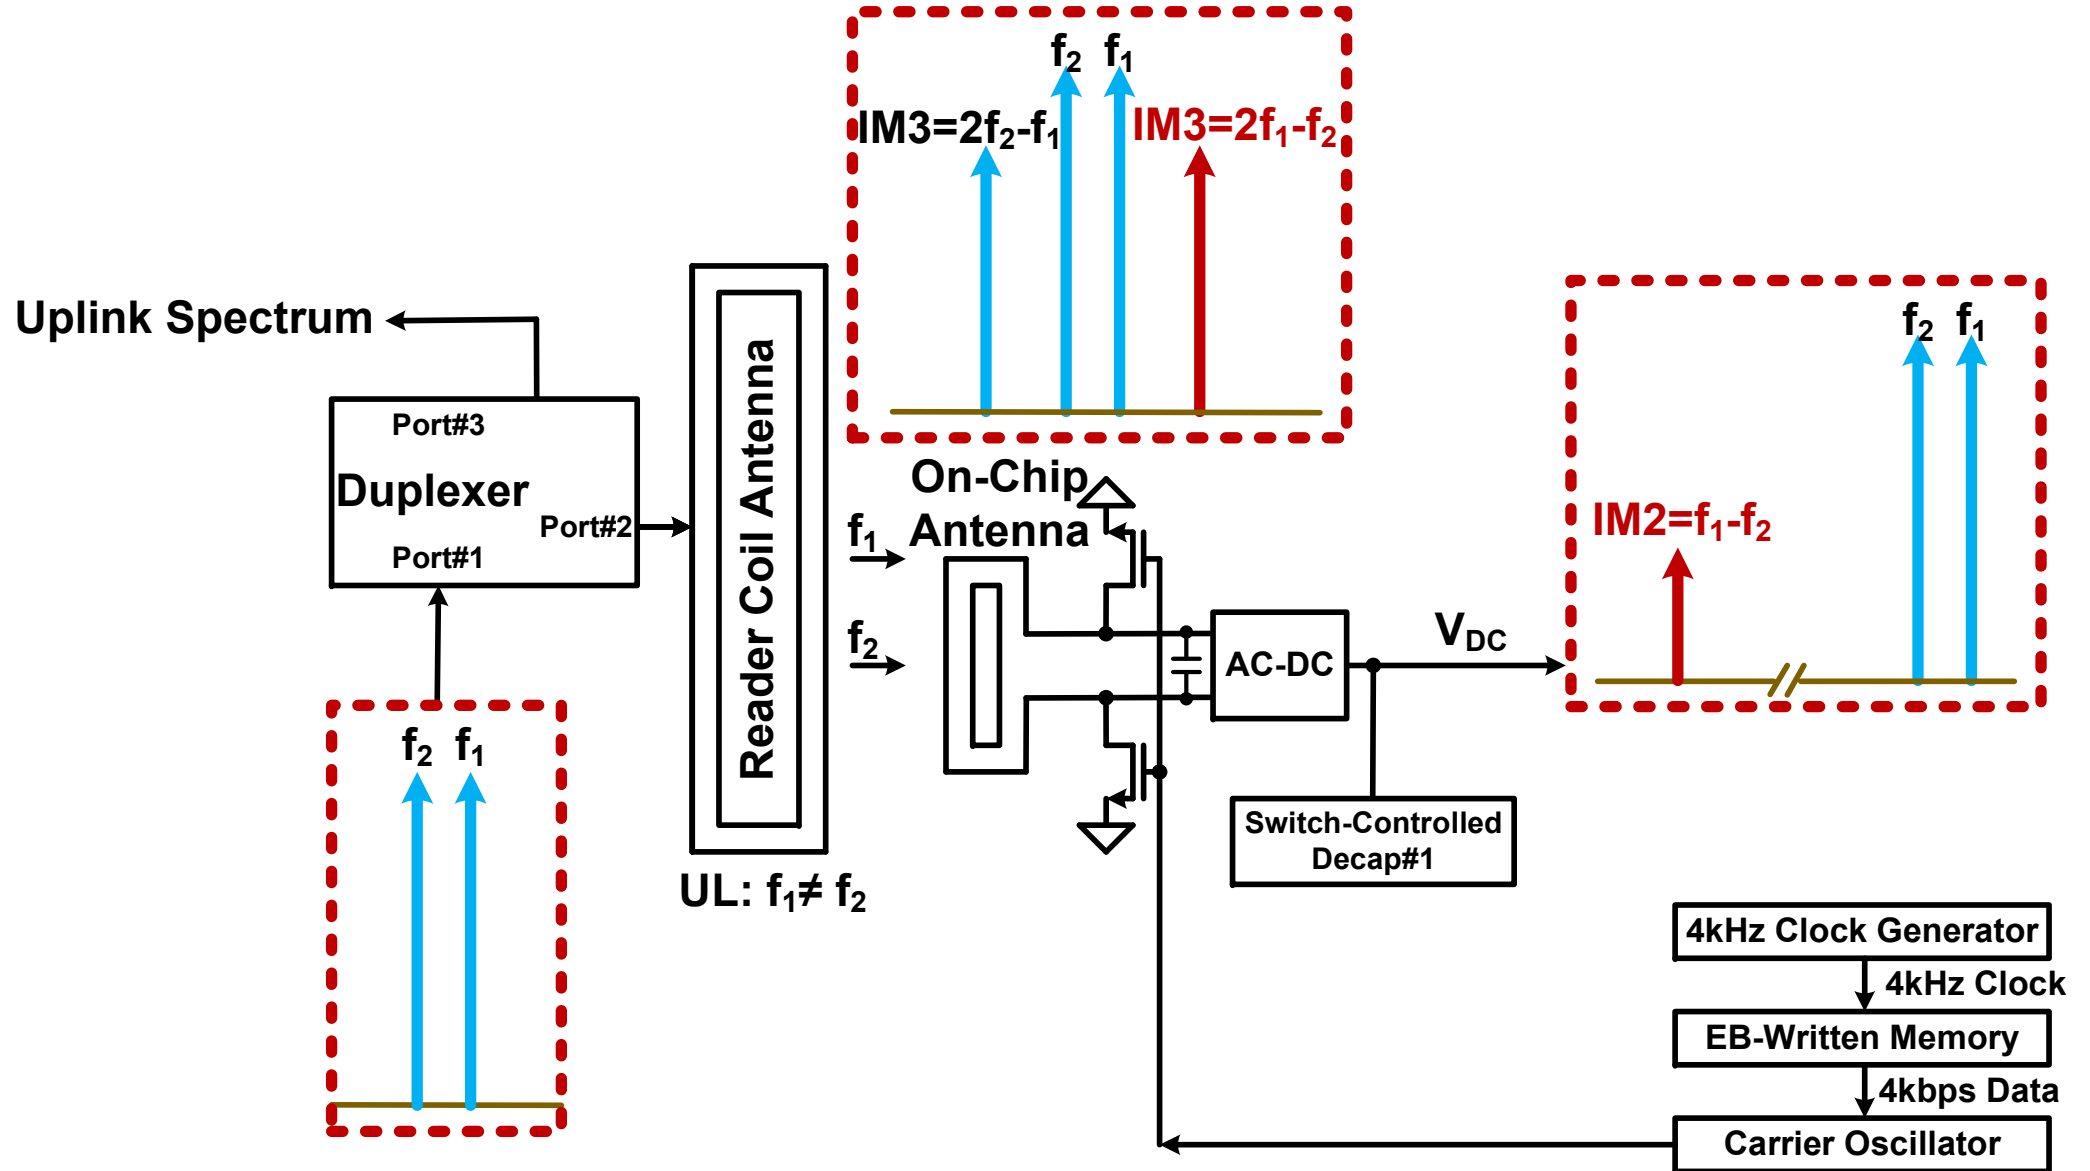 f₂ f₁
IM3=2f₂-f₁ IM3=2f₁-f₂
Uplink Spectrum
Port#3
Duplexer
Port#2
Port#1
Reader Coil Antenna
UL: f₁≠ f₂
f₂ f₁
On-Chip
Antenna
f₁
f₂
AC-DC
V_DC
Switch-Controlled
Decap#1
f₂ f₁
IM2=f₁-f₂
4kHz Clock Generator
4kHz Clock
EB-Written Memory
4kbps Data
Carrier Oscillator